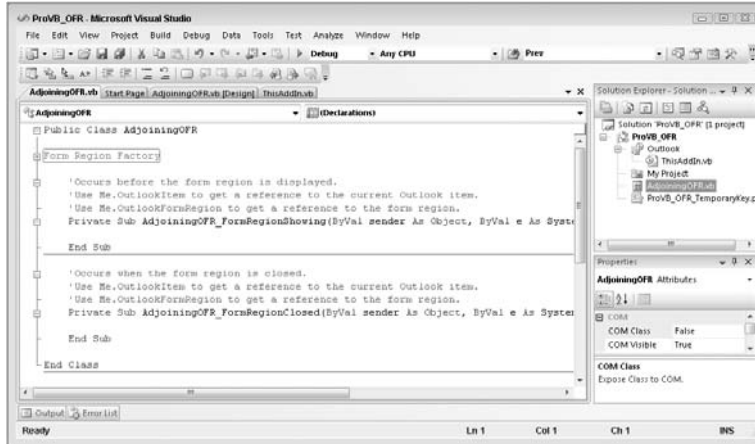 ProVB_OFR - Microsoft Visual Studio
File Edit View Project Build Debug Data Tools Test Analyze Window Help
Debug Any CPU Prev
AdjoiningOFR.vb Start Page AdjoiningOFR.vb [Design] ThisAddIn.vb
AdjoiningOFR (Declarations)
Public Class AdjoiningOFR
Form Region Factory
'Occurs before the form region is displayed.
'Use Me.OutlookItem to get a reference to the current Outlook item.
'Use Me.OutlookFormRegion to get a reference to the form region.
Private Sub AdjoiningOFR_FormRegionShowing(ByVal sender As Object, ByVal e As Syste
End Sub
'Occurs when the form region is closed.
'Use Me.OutlookItem to get a reference to the current Outlook item.
'Use Me.OutlookFormRegion to get a reference to the form region.
Private Sub AdjoiningOFR_FormRegionClosed(ByVal sender As Object, ByVal e As System
End Sub
End Class
Solution Explorer - Solution ...
Solution 'ProVB_OFR' (1 project)
ProVB_OFR
Outlook
ThisAddIn.vb
My Project
AdjoiningOFR.vb
ProVB_OFR_TemporaryKey.p
Properties
AdjoiningOFR Attributes
COM
COM Class False
COM Visible True
COM Class
Expose Class to COM.
Output Error List
Ready Ln 1 Col 1 Ch 1 INS